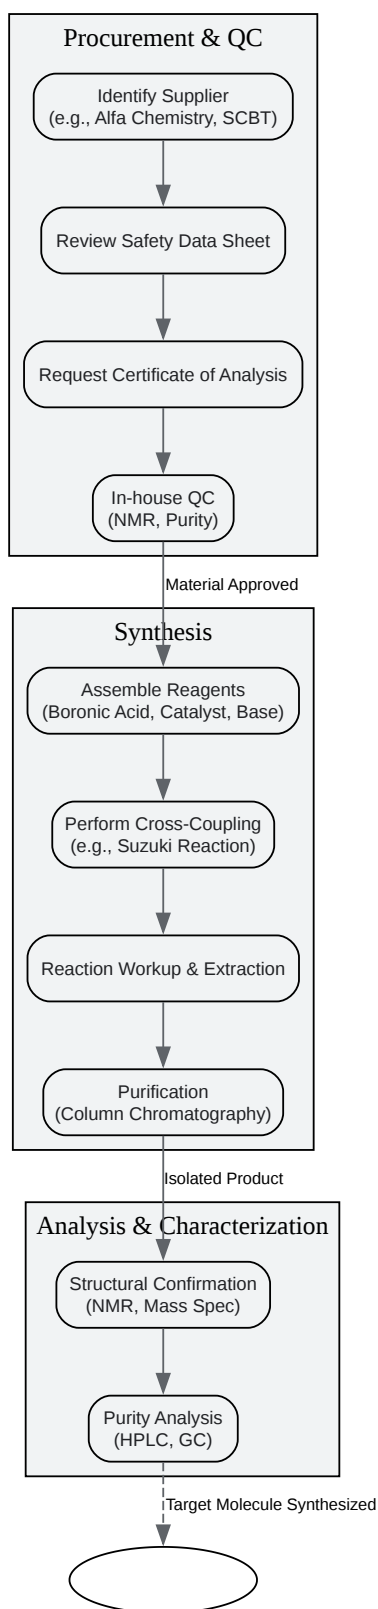 Procurement & QC
Identify Supplier
(e.g., Alfa Chemistry, SCBT)
Review Safety Data Sheet
Request Certificate of Analysis
In-house QC
(NMR, Purity)
Material Approved
Synthesis
Assemble Reagents
(Boronic Acid, Catalyst, Base)
Perform Cross-Coupling
(e.g., Suzuki Reaction)
Reaction Workup & Extraction
Purification
(Column Chromatography)
Isolated Product
Analysis & Characterization
Structural Confirmation
(NMR, Mass Spec)
Purity Analysis
(HPLC, GC)
Target Molecule Synthesized